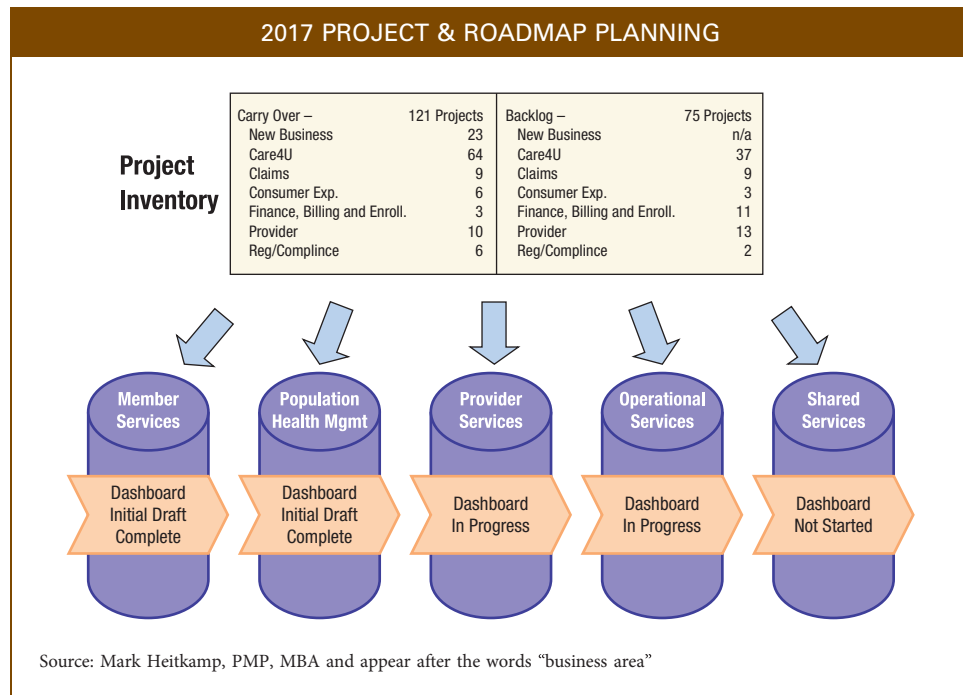 2017 PROJECT & ROADMAP PLANNING
Project
Inventory
Carry Over – 121 Projects
New Business 23
Care4U 64
Claims 9
Consumer Exp. 6
Finance, Billing and Enroll. 3
Provider 10
Reg/Complince 6
Backlog – 75 Projects
New Business n/a
Care4U 37
Claims 9
Consumer Exp. 3
Finance, Billing and Enroll. 11
Provider 13
Reg/Complince 2
Member
Services
Dashboard
Initial Draft
Complete
Population
Health Mgmt
Dashboard
Initial Draft
Complete
Provider
Services
Dashboard
In Progress
Operational
Services
Dashboard
In Progress
Shared
Services
Dashboard
Not Started
Source: Mark Heitkamp, PMP, MBA and appear after the words “business area”